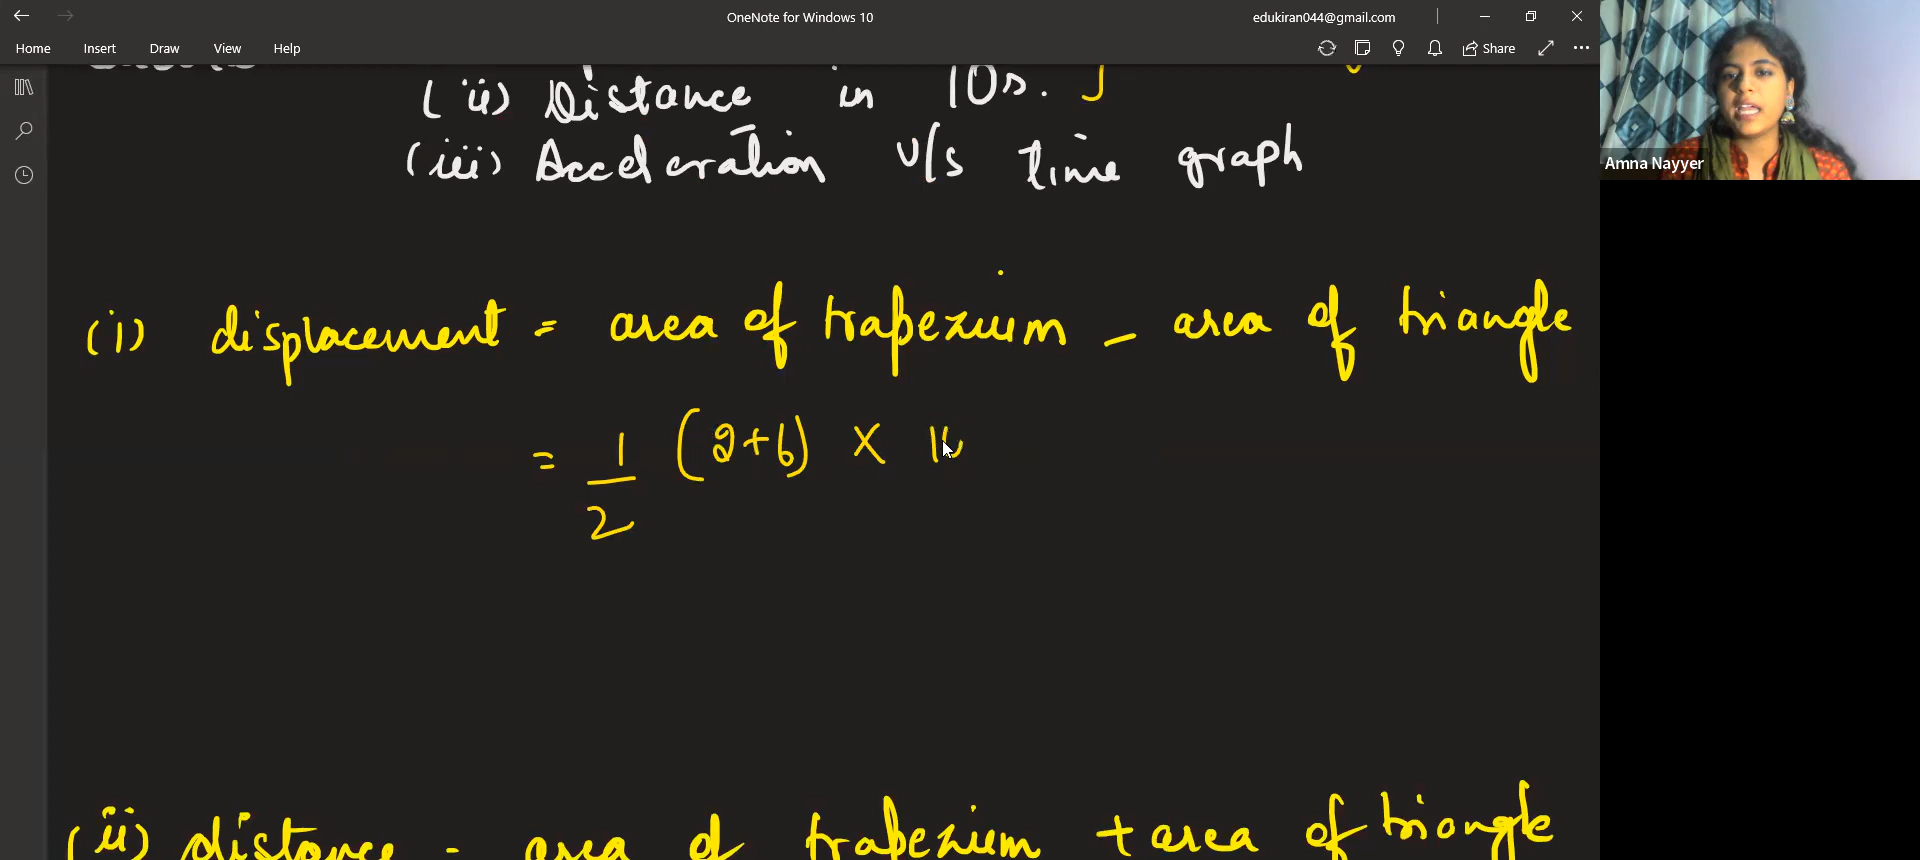 OneNote for Windows 10
edukiran044@gmail.com
Home Insert Draw View Help
Share
Amna Nayyer
(ii) Distance in 10s.
(iii) Acceleration v/s time graph
(i) displacement = area of trapezium - area of triangle
= 1/2 (2+6) ×
(ii) distance = area of trapezium + area of triangle